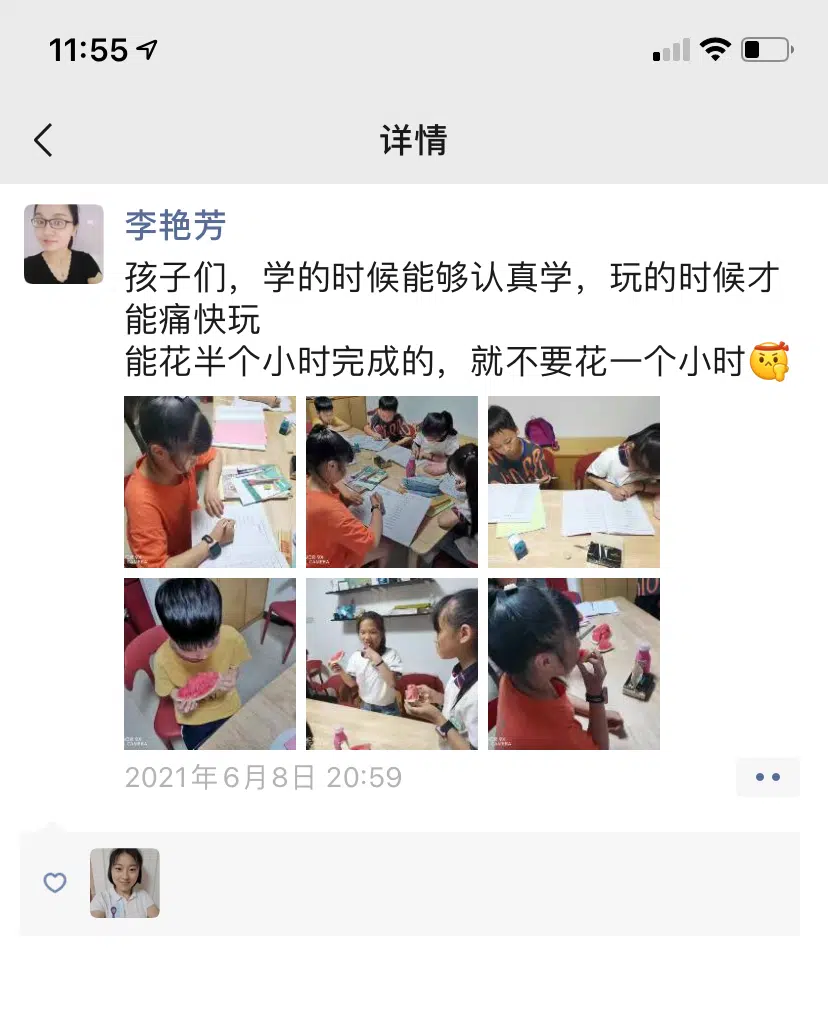 11:55
详情
李艳芳
孩子们，学的时候能够认真学，玩的时候才
能痛快玩
能花半个小时完成的，就不要花一个小时
2021年6月8日 20:59